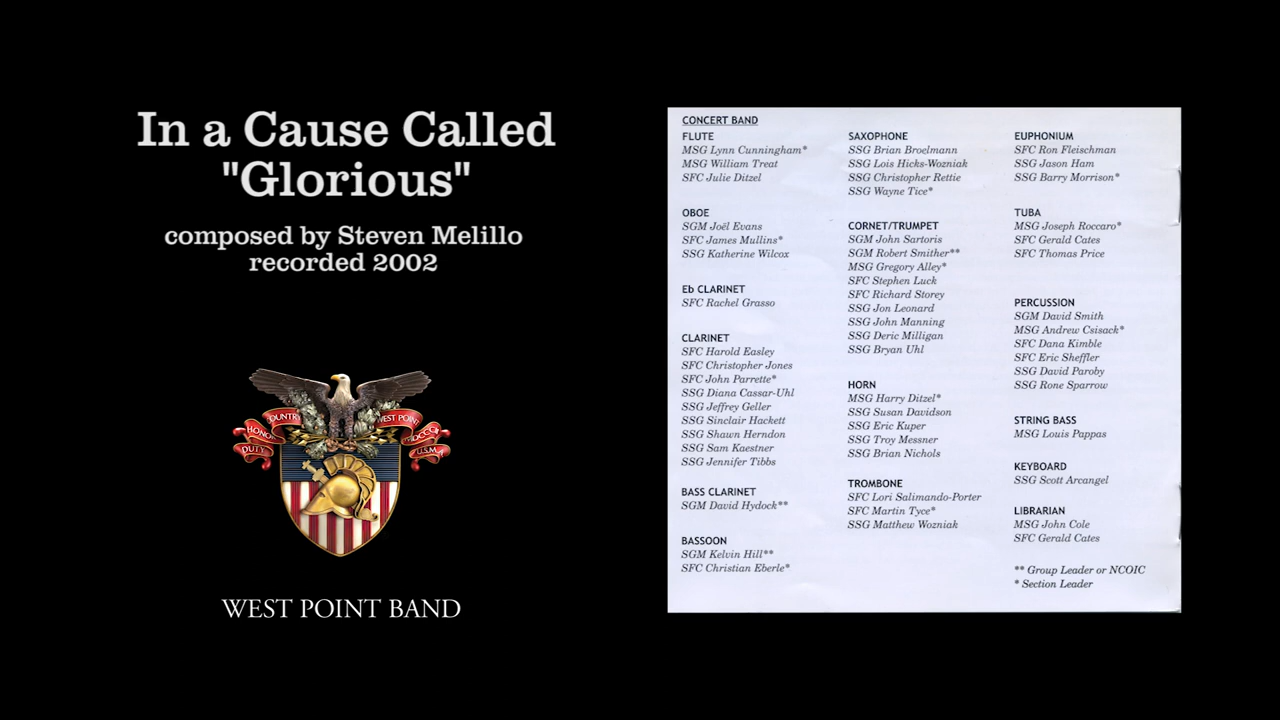 In a Cause Called
"Glorious"
composed by Steven Melillo
recorded 2002
COUNTRY
HONOR
DUTY
WEST POINT
MDCCCII
U.S.M.A
WEST POINT BAND
CONCERT BAND
FLUTE
MSG Lynn Cunningham*
MSG William Treat
SFC Julie Ditzel
OBOE
SGM Joël Evans
SFC James Mullins*
SSG Katherine Wilcox
Eb CLARINET
SFC Rachel Grasso
CLARINET
SFC Harold Easley
SFC Christopher Jones
SFC John Parrette*
SSG Diana Cassar-Uhl
SSG Jeffrey Geller
SSG Sinclair Hackett
SSG Shawn Herndon
SSG Sam Kaestner
SSG Jennifer Tibbs
BASS CLARINET
SGM David Hydock**
BASSOON
SGM Kelvin Hill**
SFC Christian Eberle*
SAXOPHONE
SSG Brian Broelmann
SSG Lois Hicks-Wozniak
SSG Christopher Rettie
SSG Wayne Tice*
CORNET/TRUMPET
SGM John Sartoris
SGM Robert Smither**
MSG Gregory Alley*
SFC Stephen Luck
SFC Richard Storey
SSG Jon Leonard
SSG John Manning
SSG Deric Milligan
SSG Bryan Uhl
HORN
MSG Harry Ditzel*
SSG Susan Davidson
SSG Eric Kuper
SSG Troy Messner
SSG Brian Nichols
TROMBONE
SFC Lori Salimando-Porter
SFC Martin Tyce*
SSG Matthew Wozniak
EUPHONIUM
SFC Ron Fleischman
SSG Jason Ham
SSG Barry Morrison*
TUBA
MSG Joseph Roccaro*
SFC Gerald Cates
SFC Thomas Price
PERCUSSION
SGM David Smith
MSG Andrew Csisack*
SFC Dana Kimble
SFC Eric Sheffler
SSG David Paroby
SSG Rone Sparrow
STRING BASS
MSG Louis Pappas
KEYBOARD
SSG Scott Arcangel
LIBRARIAN
MSG John Cole
SFC Gerald Cates
** Group Leader or NCOIC
* Section Leader